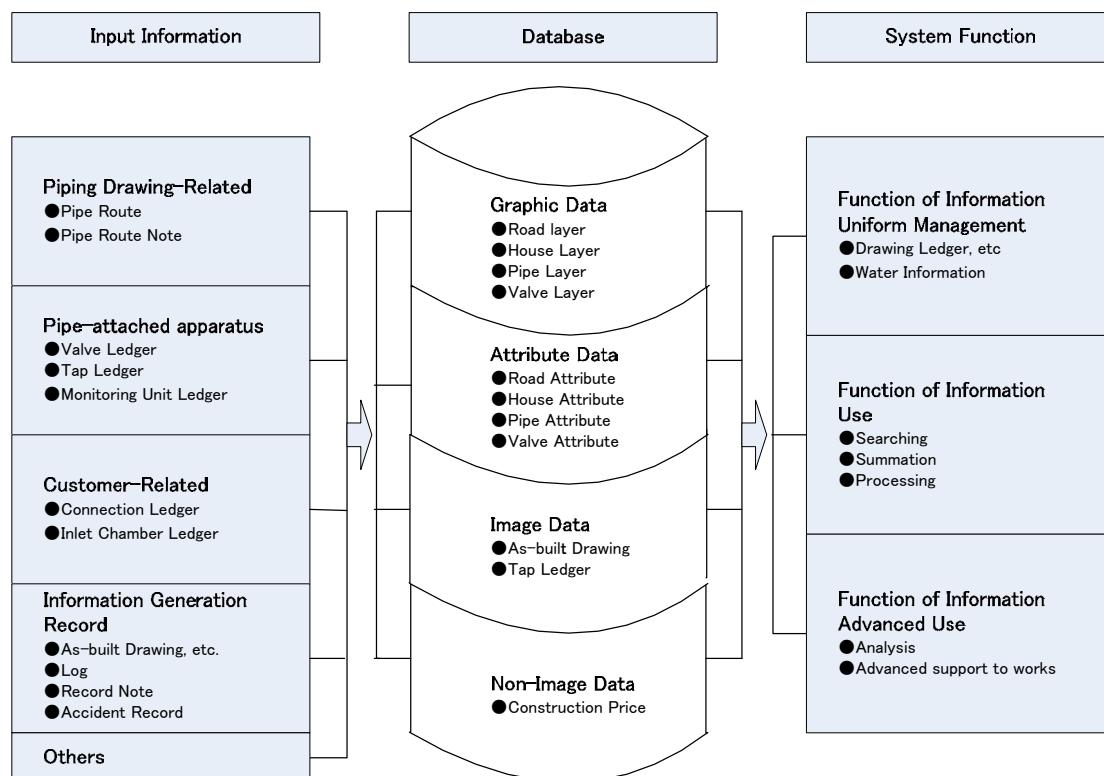 Input Information
Database
System Function
Piping Drawing-Related
●Pipe Route
●Pipe Route Note
Pipe-attached apparatus
●Valve Ledger
●Tap Ledger
●Monitoring Unit Ledger
Customer-Related
●Connection Ledger
●Inlet Chamber Ledger
Information Generation
Record
●As-built Drawing, etc.
●Log
●Record Note
●Accident Record
Others
Graphic Data
●Road layer
●House Layer
●Pipe Layer
●Valve Layer
Attribute Data
●Road Attribute
●House Attribute
●Pipe Attribute
●Valve Attribute
Image Data
●As-built Drawing
●Tap Ledger
Non-Image Data
●Construction Price
Function of Information
Uniform Management
●Drawing Ledger, etc
●Water Information
Function of Information
Use
●Searching
●Summation
●Processing
Function of Information
Advanced Use
●Analysis
●Advanced support to works